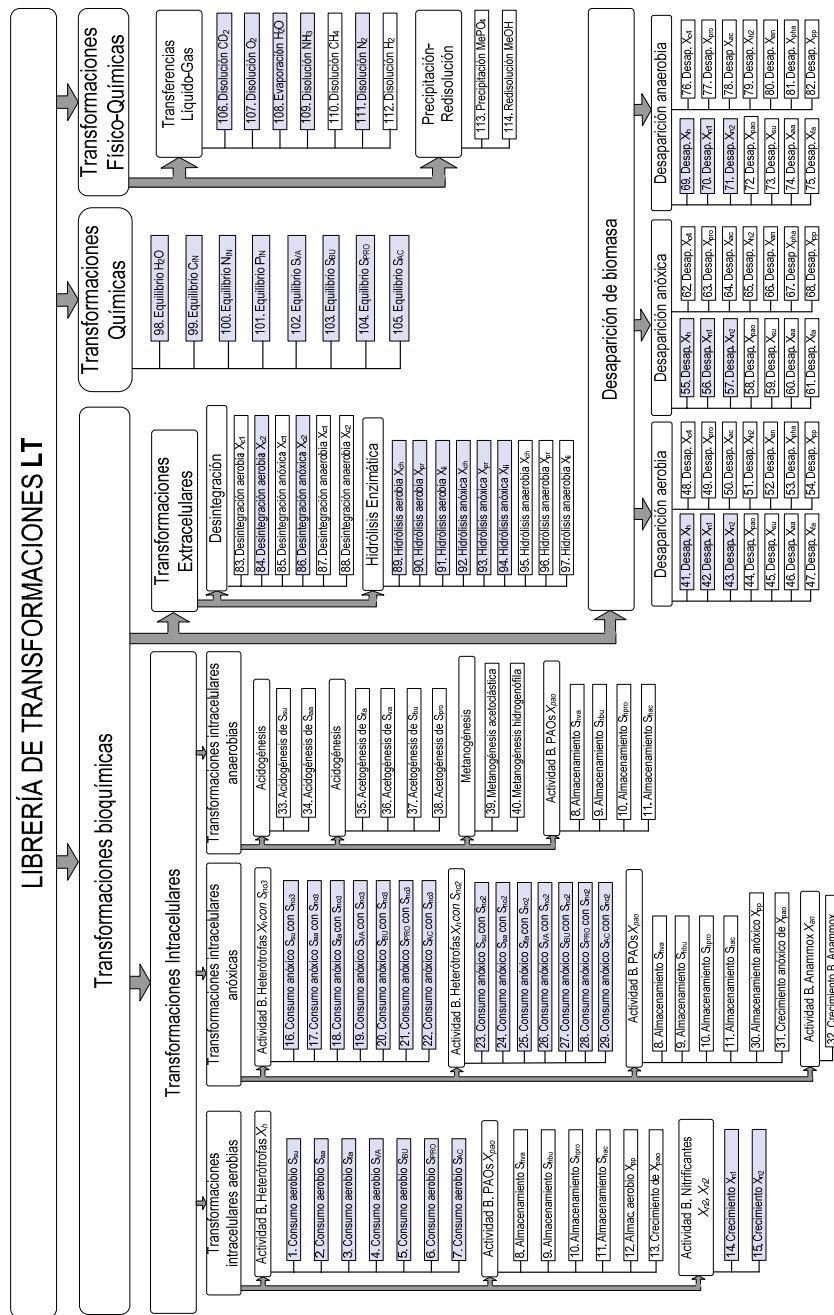 LIBRERÍA DE TRANSFORMACIONES LT
Transformaciones bioquímicas
Transformaciones Intracelulares
Transformaciones
intracelulares aerobias
Actividad B. Heterótrofas Xh
1. Consumo aerobio Ssu
2. Consumo aerobio Saa
3. Consumo aerobio Sfa
4. Consumo aerobio SVA
5. Consumo aerobio SBU
6. Consumo aerobio SPRO
7. Consumo aerobio SAC
Actividad B. PAOs Xpao
8. Almacenamiento Shva
9. Almacenamiento Shbu
10. Almacenamiento Shpro
11. Almacenamiento Shac
12. Almac. aerobio Xpp
13. Crecimiento de Xpao
Actividad B. Nitrificantes
Xn2, Xn2
14. Crecimiento Xn1
15. Crecimiento Xn2
Transformaciones intracelulares
anóxicas
Actividad B. Heterótrofas Xh con Sno3
16. Consumo anóxico Ssu con Sno3
17. Consumo anóxico Saa con Sno3
18. Consumo anóxico Sfa con Sno3
19. Consumo anóxico SVA con Sno3
20. Consumo anóxico SBU con Sno3
21. Consumo anóxico SPRO con Sno3
22. Consumo anóxico SAC con Sno3
Actividad B. Heterótrofas Xh con Sno2
23. Consumo anóxico Ssu con Sno2
24. Consumo anóxico Saa con Sno2
25. Consumo anóxico Sfa con Sno2
26. Consumo anóxico SVA con Sno2
27. Consumo anóxico SBU con Sno2
28. Consumo anóxico SPRO con Sno2
29. Consumo anóxico SAC con Sno2
Actividad B. PAOs Xpao
8. Almacenamiento Shva
9. Almacenamiento Shbu
10. Almacenamiento Shpro
11. Almacenamiento Shac
30. Almacenamiento anóxico Xpp
31. Crecimiento anóxico de Xpao
Actividad B. Anammox Xan
32. Crecimiento B. Anammox
Transformaciones intracelulares
anaerobias
Acidogénesis
33. Acidogénesis de Ssu
34. Acidogénesis de Saa
Acidogénesis
35. Acetogénesis de Sfa
36. Acetogénesis de Sva
37. Acetogénesis de Sbu
38. Acetogénesis de Spro
Metanogénesis
39. Metanogénesis acetoclástica
40. Metanogénesis hidrogenófila
Actividad B. PAOs Xpao
8. Almacenamiento Shva
9. Almacenamiento Shbu
10. Almacenamiento Shpro
11. Almacenamiento Shac
Transformaciones
Extracelulares
Desintegración
83. Desintegración aerobia Xc1
84. Desintegración aerobia Xc2
85. Desintegración anóxica Xc1
86. Desintegración anóxica Xc2
87. Desintegración anaerobia Xc1
88. Desintegración anaerobia Xc2
Hidrólisis Enzimática
89. Hidrólisis aerobia Xch
90. Hidrólisis aerobia Xpr
91. Hidrólisis aerobia Xli
92. Hidrólisis anóxica Xch
93. Hidrólisis anóxica Xpr
94. Hidrólisis anóxica Xli
95. Hidrólisis anaerobia Xch
96. Hidrólisis anaerobia Xpr
97. Hidrólisis anaerobia Xli
Desaparición de biomasa
Desaparición aerobia
41. Desap. Xh
42. Desap. Xn1
43. Desap. Xn2
44. Desap. Xpao
45. Desap. Xsu
46. Desap. Xaa
47. Desap. Xfa
48. Desap. Xc4
49. Desap. Xpro
50. Desap. Xac
51. Desap. Xh2
52. Desap. Xan
53. Desap. Xpha
54. Desap. Xpp
Desaparición anóxica
55. Desap. Xh
56. Desap. Xn1
57. Desap. Xn2
58. Desap. Xpao
59. Desap. Xsu
60. Desap. Xaa
61. Desap. Xfa
62. Desap. Xc4
63. Desap. Xpro
64. Desap. Xac
65. Desap. Xh2
66. Desap. Xan
67. Desap. Xpha
68. Desap. Xpp
Desaparición anaerobia
69. Desap. Xh
70. Desap. Xn1
71. Desap. Xn2
72. Desap. Xpao
73. Desap. Xsu
74. Desap. Xaa
75. Desap. Xfa
76. Desap. Xc4
77. Desap. Xpro
78. Desap Xac
79. Desap. Xh2
80. Desap. Xan
81. Desap. Xpha
82. Desap. Xpp
Transformaciones
Químicas
98. Equilibrio H2O
99. Equilibrio CIN
100. Equilibrio NIN
101. Equilibrio PIN
102. Equilibrio SVA
103. Equilibrio SBU
104. Equilibrio SPRO
105. Equilibrio SAC
Transformaciones
Físico-Químicas
Transferencias
Líquido-Gas
106. Disolución CO2
107. Disolución O2
108. Evaporación H2O
109. Disolución NH3
110. Disolución CH4
111. Disolución N2
112. Disolución H2
Precipitación-
Redisolución
113. Precipitación MePO4
114. Redisolución MeOH